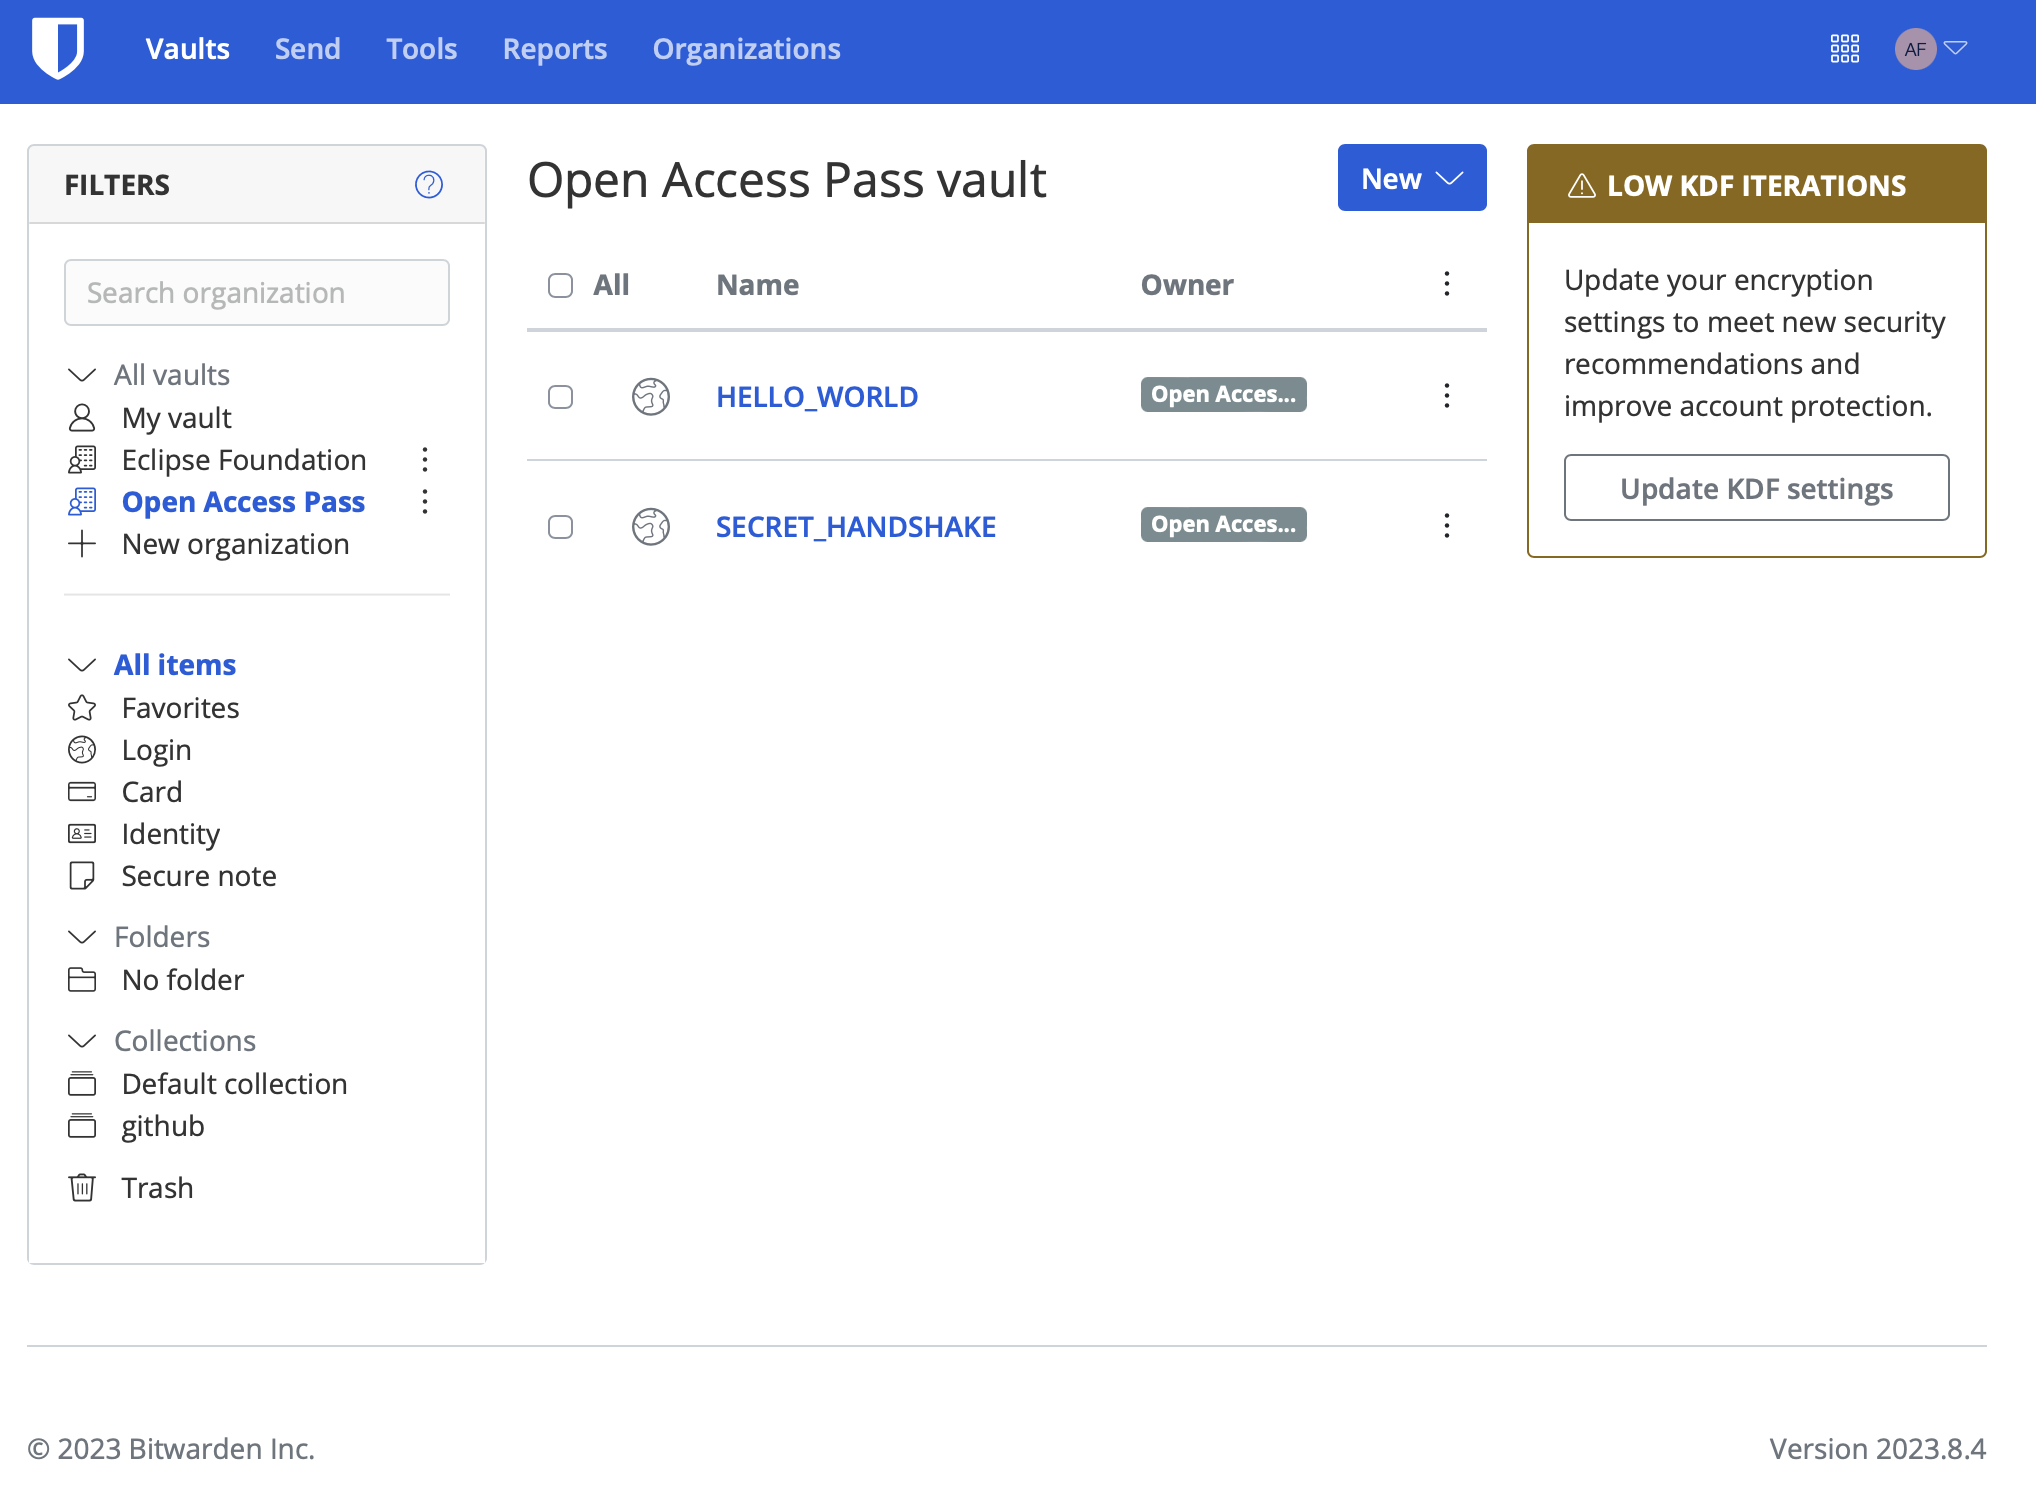 Vaults Send Tools Reports Organizations
AF
FILTERS
Search organization
All vaults
My vault
Eclipse Foundation
Open Access Pass
New organization
All items
Favorites
Login
Card
Identity
Secure note
Folders
No folder
Collections
Default collection
github
Trash
Open Access Pass vault
New
All Name Owner
HELLO_WORLD Open Acces...
SECRET_HANDSHAKE Open Acces...
LOW KDF ITERATIONS
Update your encryption
settings to meet new security
recommendations and
improve account protection.
Update KDF settings
© 2023 Bitwarden Inc.
Version 2023.8.4